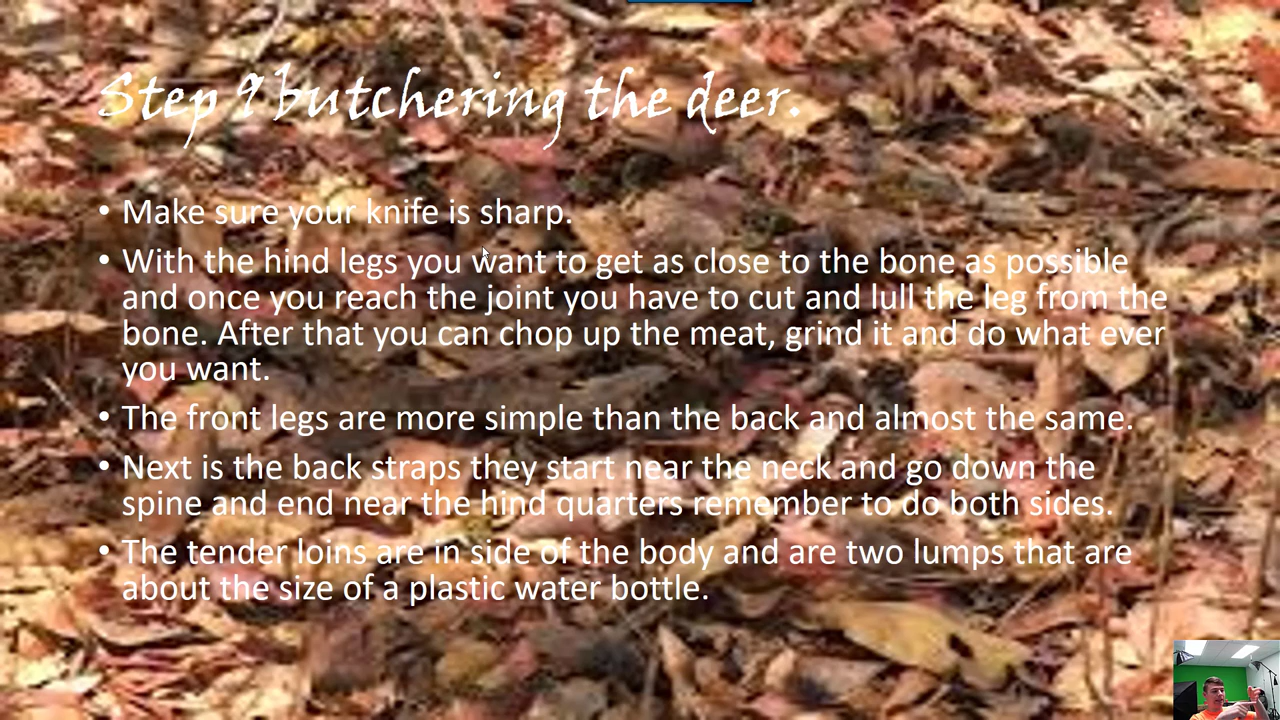 Step 9 butchering the deer.
• Make sure your knife is sharp.
• With the hind legs you want to get as close to the bone as possible
and once you reach the joint you have to cut and lull the leg from the
bone. After that you can chop up the meat, grind it and do what ever
you want.
• The front legs are more simple than the back and almost the same.
• Next is the back straps they start near the neck and go down the
spine and end near the hind quarters remember to do both sides.
• The tender loins are in side of the body and are two lumps that are
about the size of a plastic water bottle.